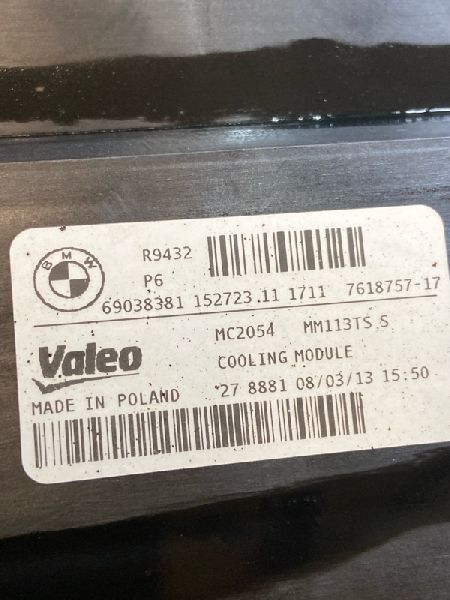 BMW
R9432
P6
69038381 152723.11 1711 7618757-17
Valeo
MC2054 MM113TS.S
COOLING MODULE
MADE IN POLAND
27 8881 08/03/13 15:50